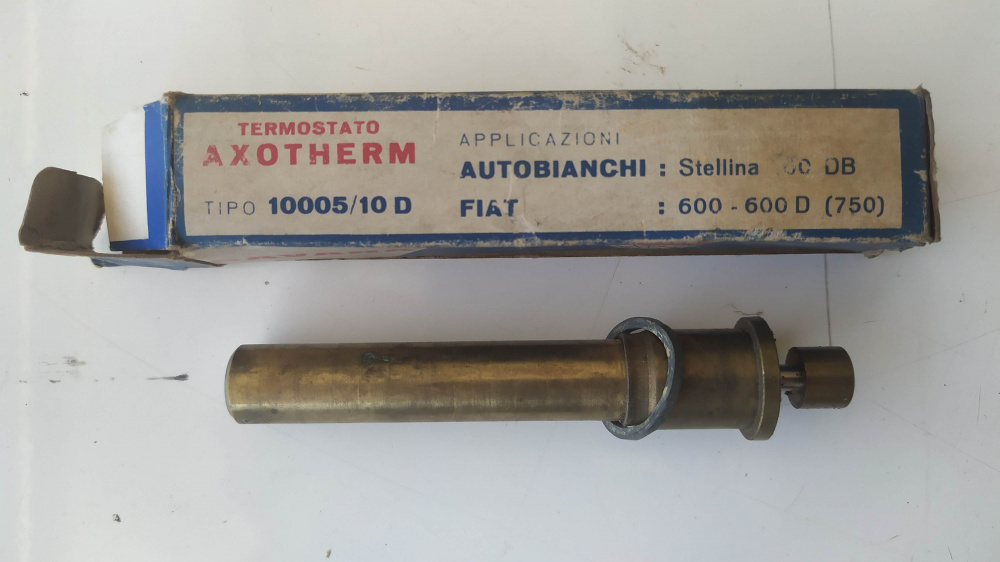 TERMOSTATO
AXOTHERM
TIPO 10005/10 D
APPLICAZIONI
AUTOBIANCHI : Stellina DB
FIAT : 600 - 600 D (750)